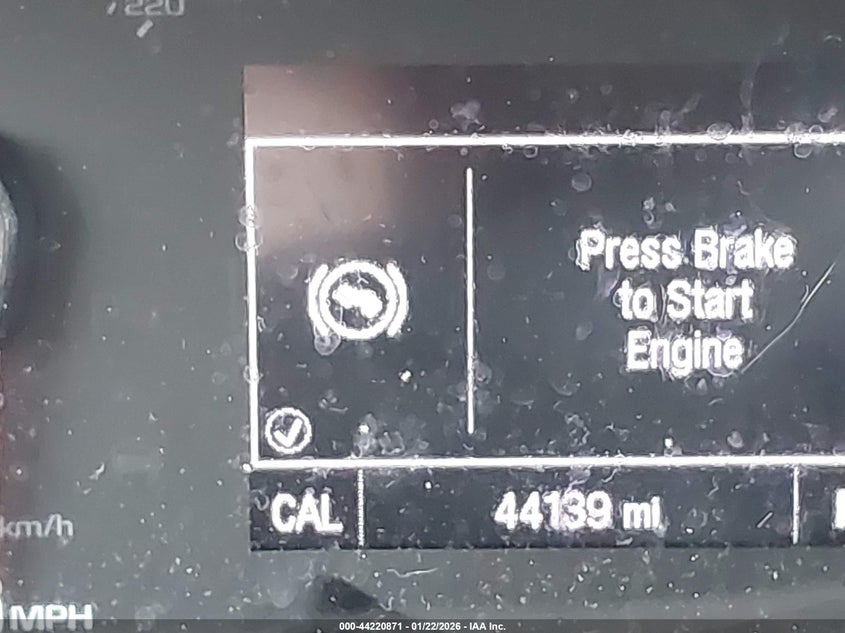 220
Press Brake
to Start
Engine
CAL 44139 mi
km/h
MPH
000-44220871 - 01/22/2026 - IAA Inc.